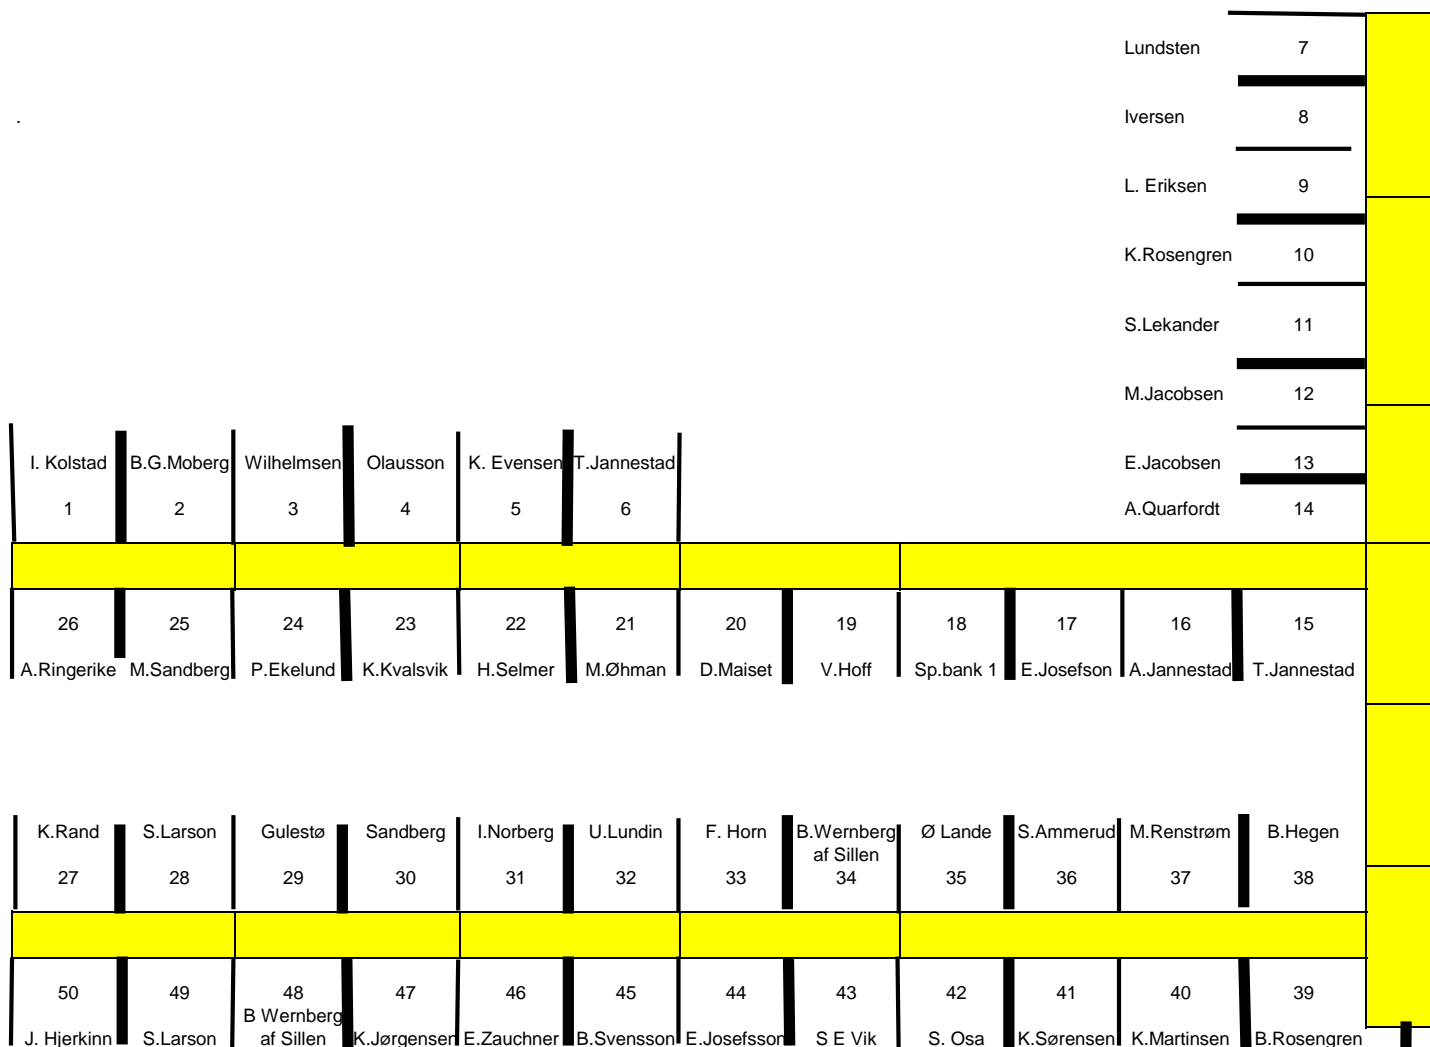 Lundsten 7
.
Iversen 8
L. Eriksen 9
K.Rosengren 10
S.Lekander 11
M.Jacobsen 12
I. Kolstad B.G.Moberg Wilhelmsen Olausson K. Evensen T.Jannestad E.Jacobsen 13
1 2 3 4 5 6 A.Quarfordt 14
26 25 24 23 22 21 20 19 18 17 16 15
A.Ringerike M.Sandberg P.Ekelund K.Kvalsvik H.Selmer M.Øhman D.Maiset V.Hoff Sp.bank 1 E.Josefson A.Jannestad T.Jannestad
K.Rand S.Larson Gulestø Sandberg I.Norberg U.Lundin F. Horn B.Wernberg Ø Lande S.Ammerud M.Renstrøm B.Hegen
af Sillen
27 28 29 30 31 32 33 34 35 36 37 38
50 49 48 47 46 45 44 43 42 41 40 39
B Wernberg
J. Hjerkinn S.Larson af Sillen K.Jørgensen E.Zauchner B.Svensson E.Josefsson S E Vik S. Osa K.Sørensen K.Martinsen B.Rosengren